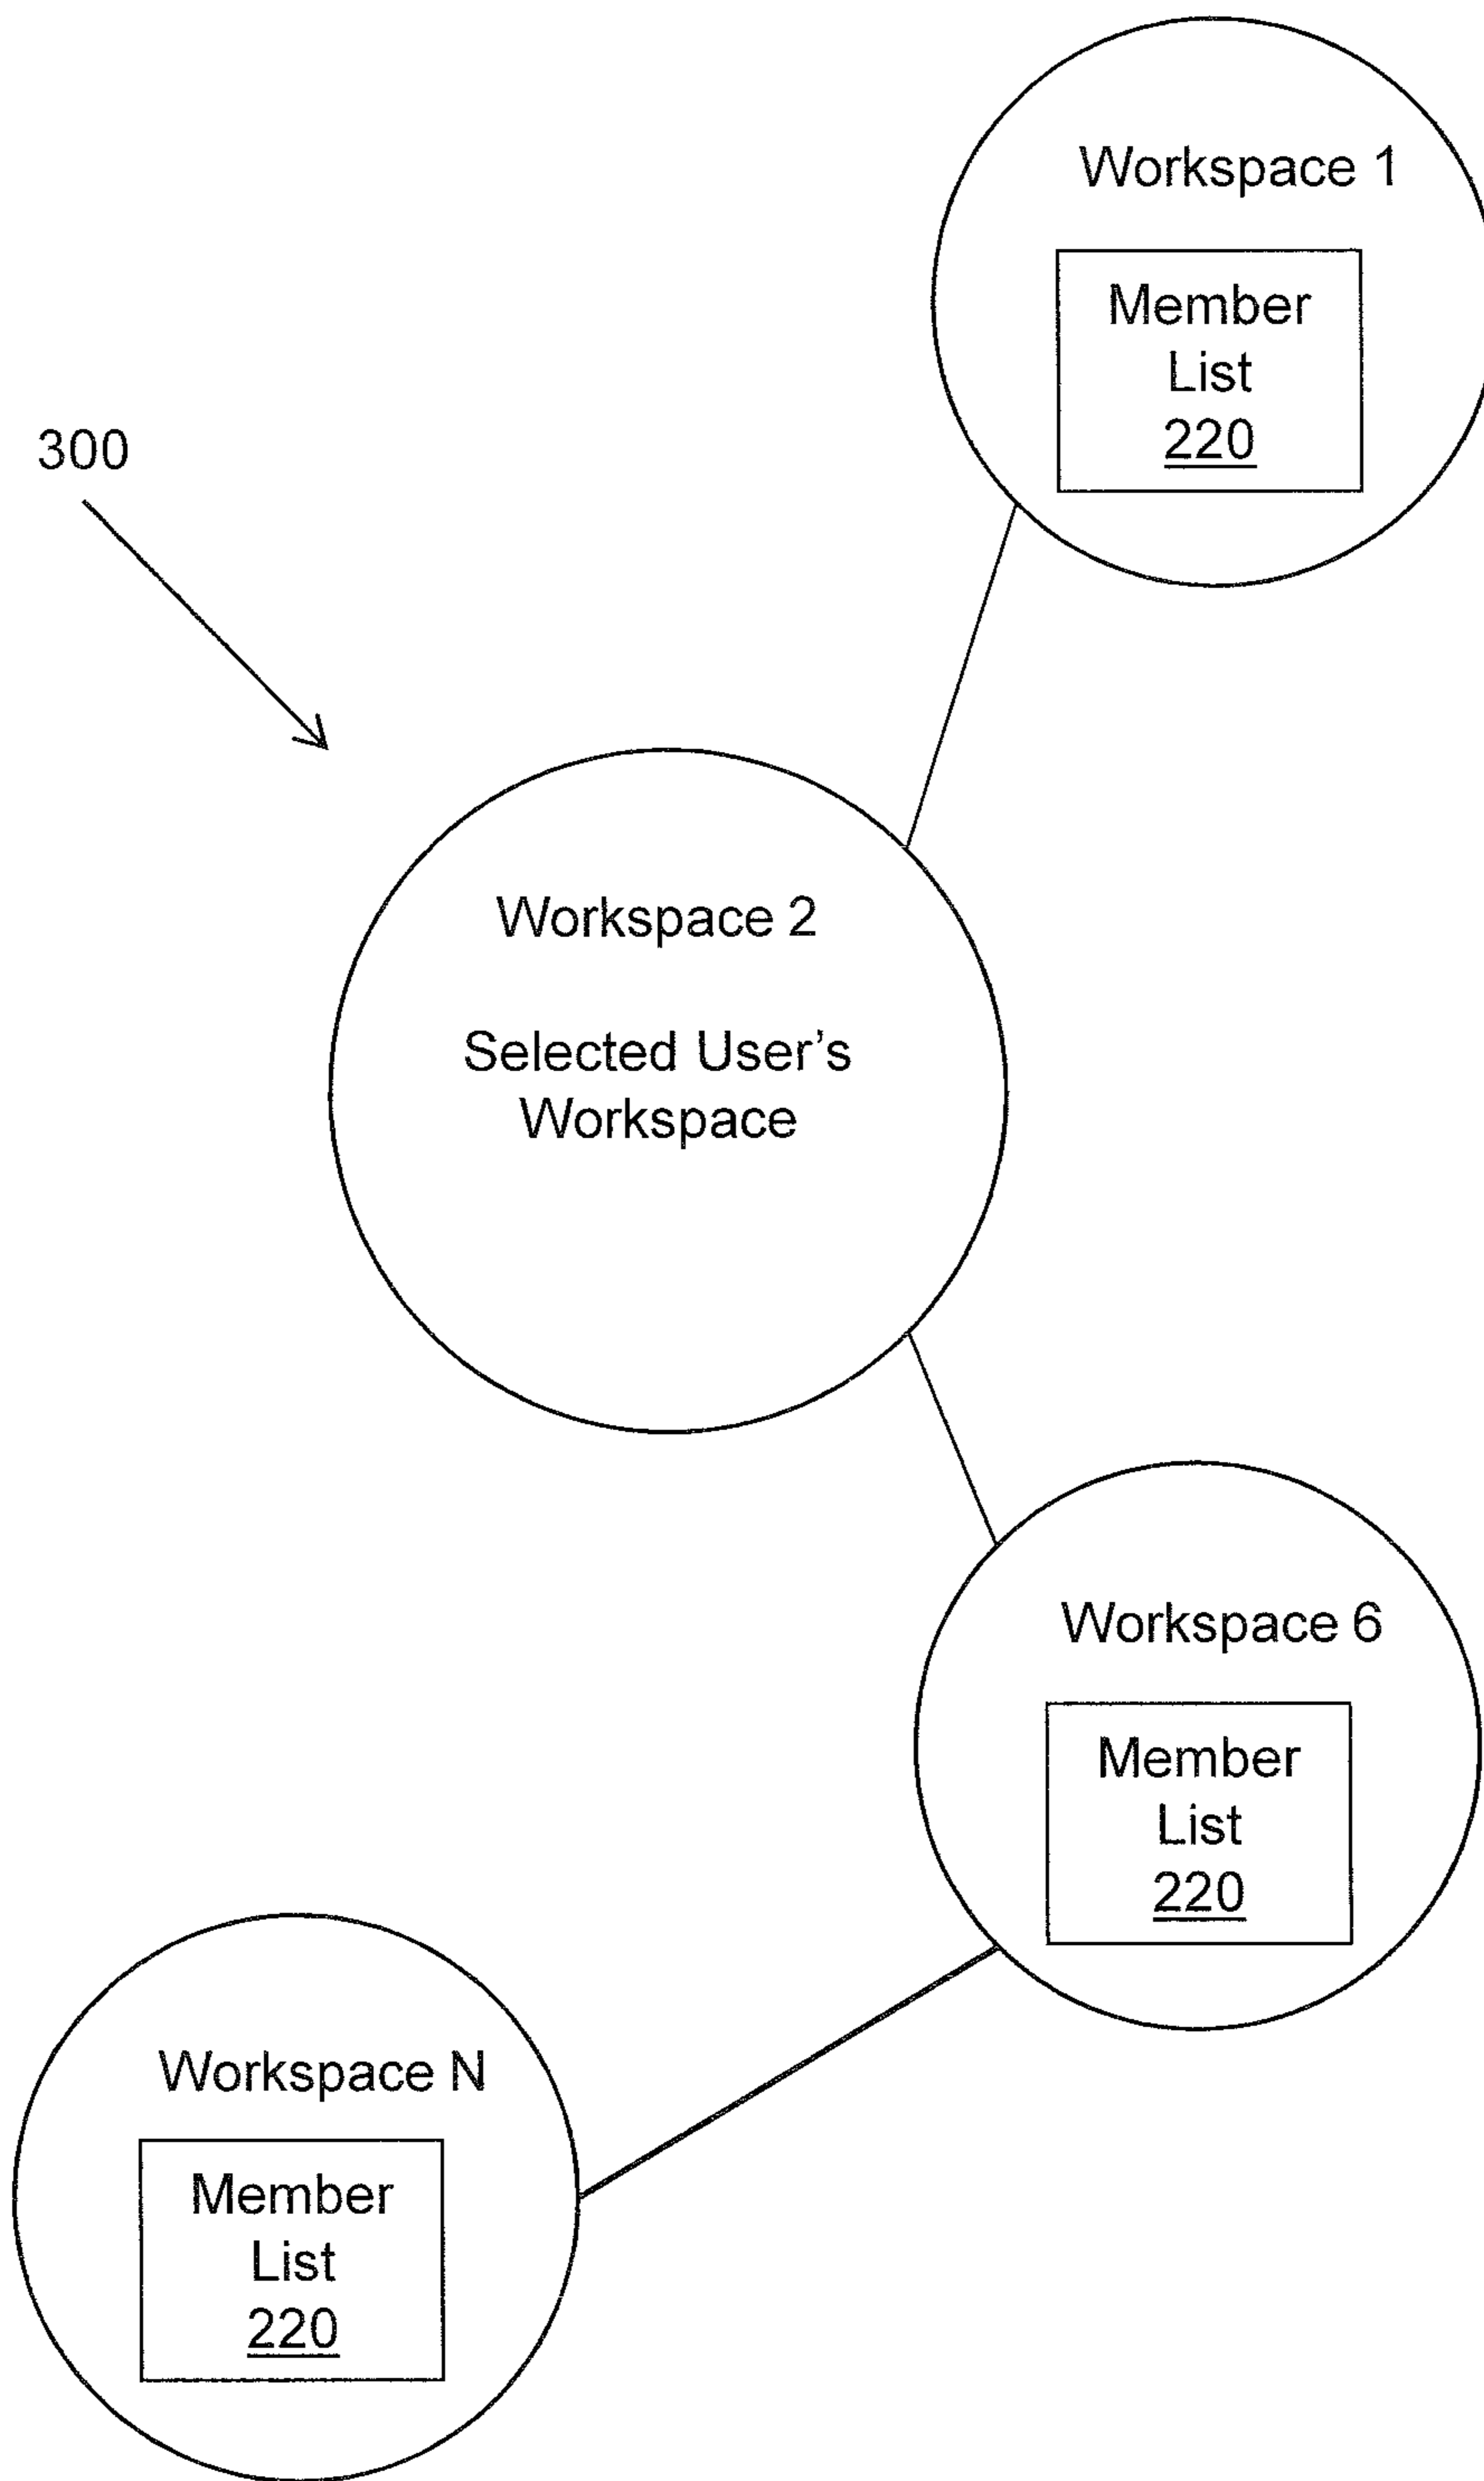 Workspace 1
Member
List
220
300
Workspace 2
Selected User’s
Workspace
Workspace 6
Member
List
220
Workspace N
Member
List
220